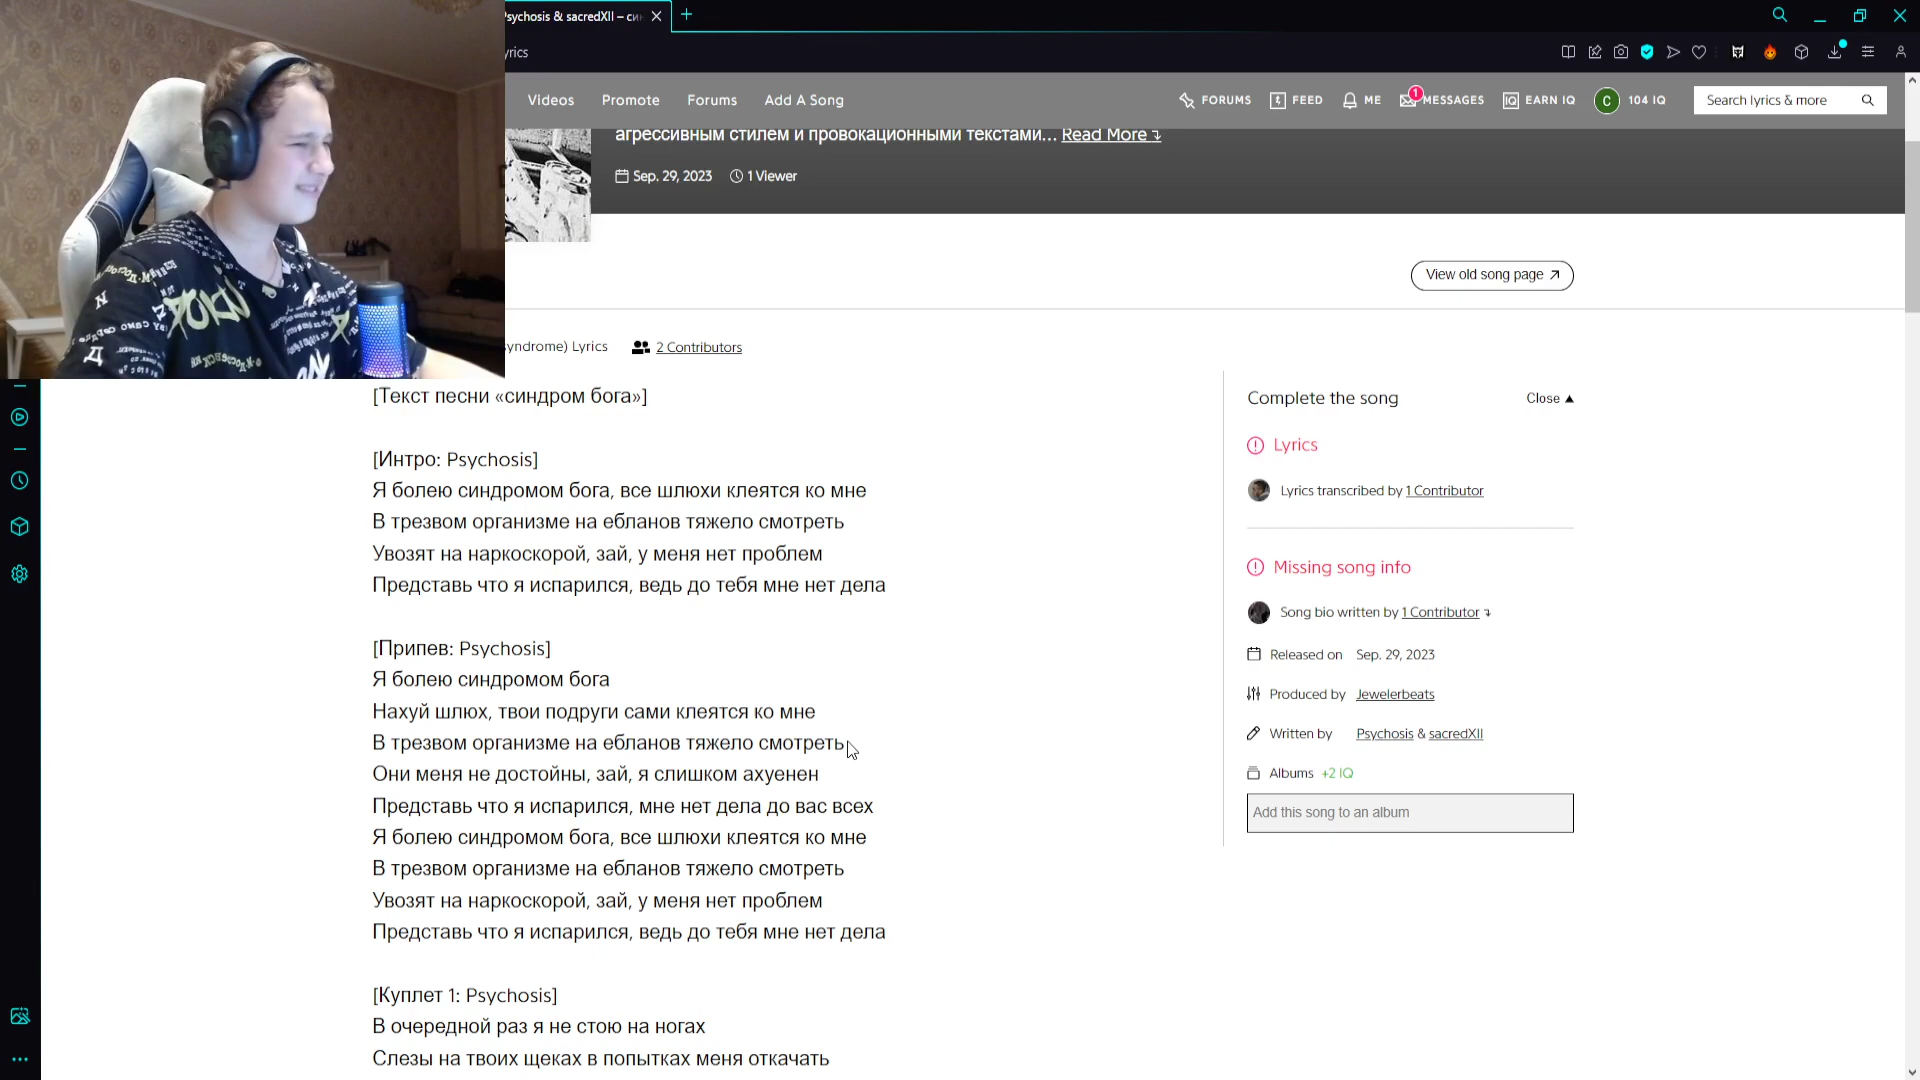 Psychosis & sacredXII – си
yrics
Videos Promote Forums Add A Song
FORUMS FEED ME 1 MESSAGES EARN IQ C 104 IQ Search lyrics & more
агрессивным стилем и провокационными текстами... Read More
Sep. 29, 2023 1 Viewer
View old song page
syndrome) Lyrics 2 Contributors
[Текст песни «синдром бога»]
[Интро: Psychosis]
Я болею синдромом бога, все шлюхи клеятся ко мне
В трезвом организме на ебланов тяжело смотреть
Увозят на наркоскорой, зай, у меня нет проблем
Представь что я испарился, ведь до тебя мне нет дела
[Припев: Psychosis]
Я болею синдромом бога
Нахуй шлюх, твои подруги сами клеятся ко мне
В трезвом организме на ебланов тяжело смотреть
Они меня не достойны, зай, я слишком ахуенен
Представь что я испарился, мне нет дела до вас всех
Я болею синдромом бога, все шлюхи клеятся ко мне
В трезвом организме на ебланов тяжело смотреть
Увозят на наркоскорой, зай, у меня нет проблем
Представь что я испарился, ведь до тебя мне нет дела
[Куплет 1: Psychosis]
В очередной раз я не стою на ногах
Слезы на твоих щеках в попытках меня откачать
Complete the song Close
Lyrics
Lyrics transcribed by 1 Contributor
Missing song info
Song bio written by 1 Contributor
Released on Sep. 29, 2023
Produced by Jewelerbeats
Written by Psychosis & sacredXII
Albums +2 IQ
Add this song to an album